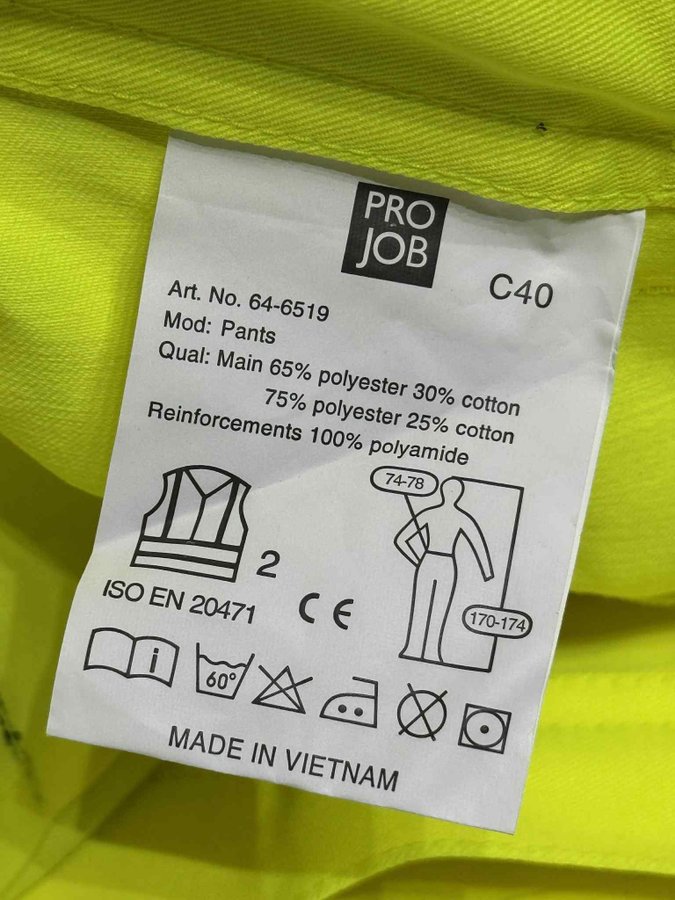 PRO
JOB
C40
Art. No. 64-6519
Mod: Pants
Qual: Main 65% polyester 30% cotton
75% polyester 25% cotton
Reinforcements 100% polyamide
74-78
2
ISO EN 20471
CE
170-174
i
60°
MADE IN VIETNAM